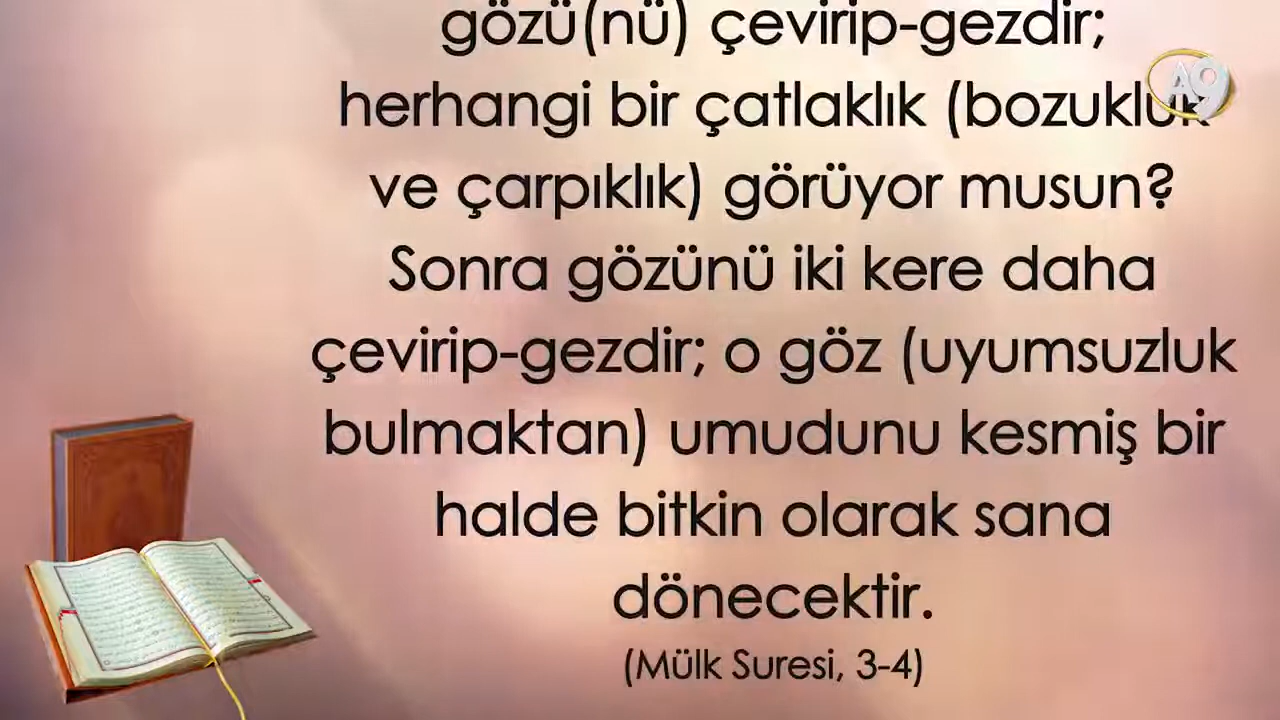 gözü(nü) çevirip-gezdir;
herhangi bir çatlaklık (bozukluk
ve çarpıklık) görüyor musun?
Sonra gözünü iki kere daha
çevirip-gezdir; o göz (uyumsuzluk
bulmaktan) umudunu kesmiş bir
halde bitkin olarak sana
dönecektir.
(Mülk Suresi, 3-4)
A9